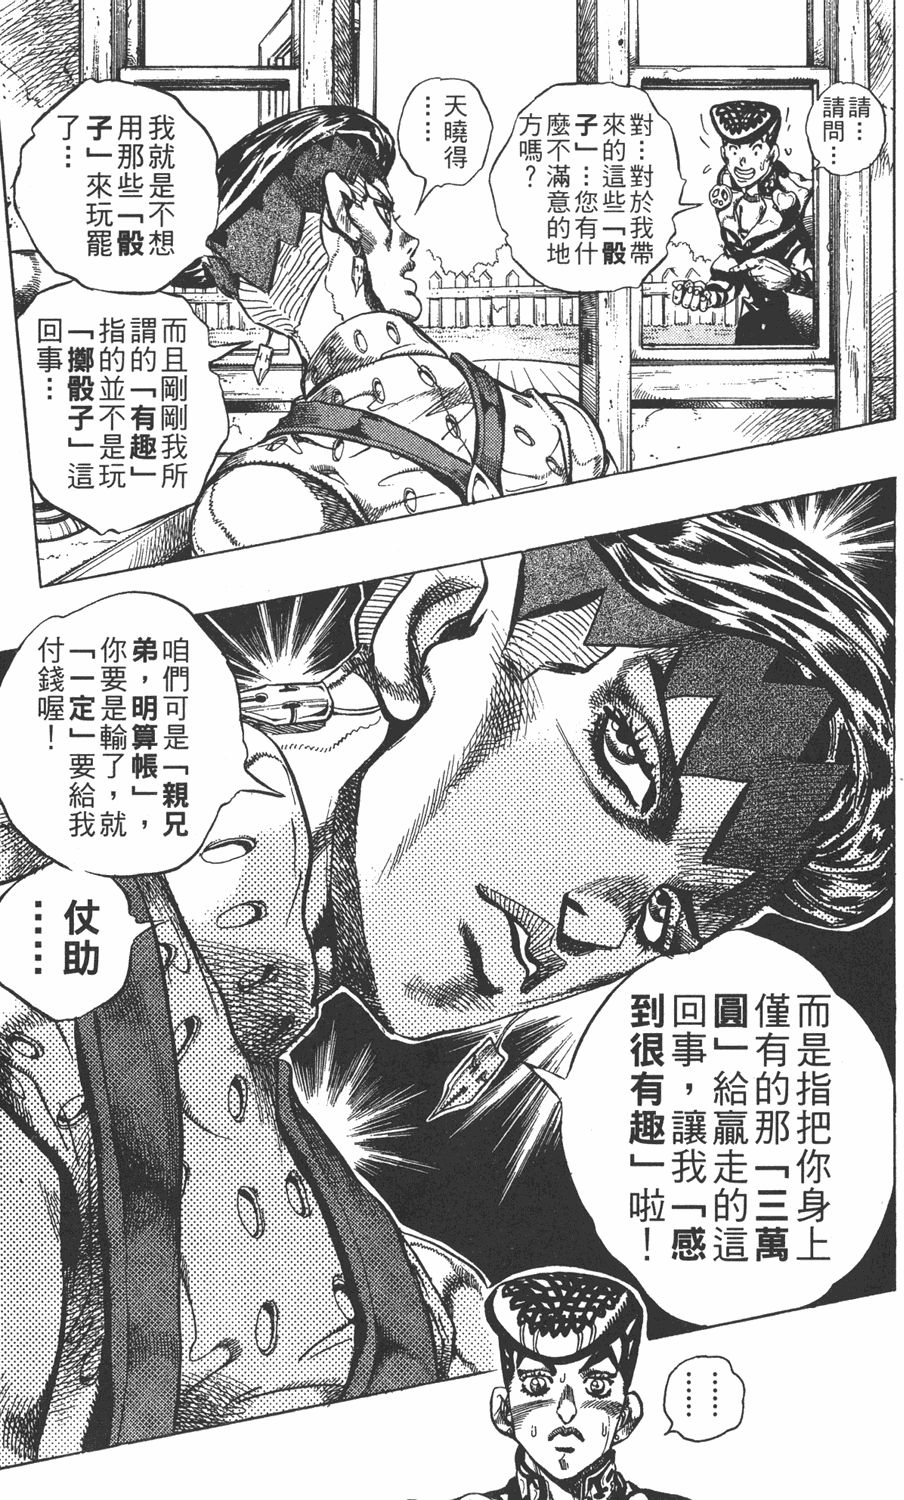 請…
請問…
對…對於我帶
來的這些「骰
子」…您有什
麼不滿意的地
方嗎？
天曉得
……
我就是不想
用那些「骰
子」來玩罷
了…
而且剛剛我所
謂的「有趣」
指的並不是玩
「擲骰子」這
回事…
而是指把你身上
僅有的那「三萬
圓」給贏走的這
回事，讓我「感
到很有趣」啦！
咱們可是「親兄
弟，明算帳」，
你要是輸了，就
「一定」要給我
付錢喔！
仗助
……
……
……